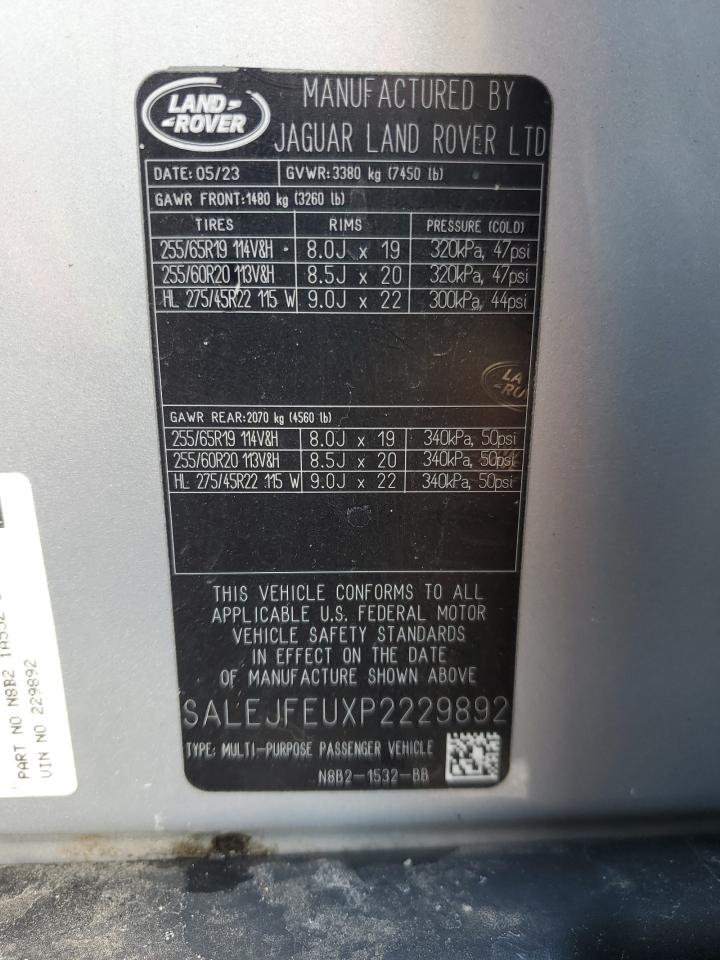 LAND-
-ROVER
MANUFACTURED BY
JAGUAR LAND ROVER LTD
DATE: 05/23 GVWR:3380 kg (7450 lb)
GAWR FRONT:1480 kg (3260 lb)
TIRES RIMS PRESSURE (COLD)
255/65R19 114V&H 8.0J x 19 320kPa, 47psi
255/60R20 113V&H 8.5J x 20 320kPa, 47psi
HL 275/45R22 115 W 9.0J x 22 300kPa, 44psi
LA
RO
GAWR REAR:2070 kg (4560 lb)
255/65R19 114V&H 8.0J x 19 340kPa, 50psi
255/60R20 113V&H 8.5J x 20 340kPa, 50psi
HL 275/45R22 115 W 9.0J x 22 340kPa, 50psi
THIS VEHICLE CONFORMS TO ALL
APPLICABLE U.S. FEDERAL MOTOR
VEHICLE SAFETY STANDARDS
IN EFFECT ON THE DATE
OF MANUFACTURE SHOWN ABOVE
SALEJFEUXP2229892
TYPE: MULTI-PURPOSE PASSENGER VEHICLE
N8B2-1532-BB
PART NO N8B2 1A532
VIN NO 229892